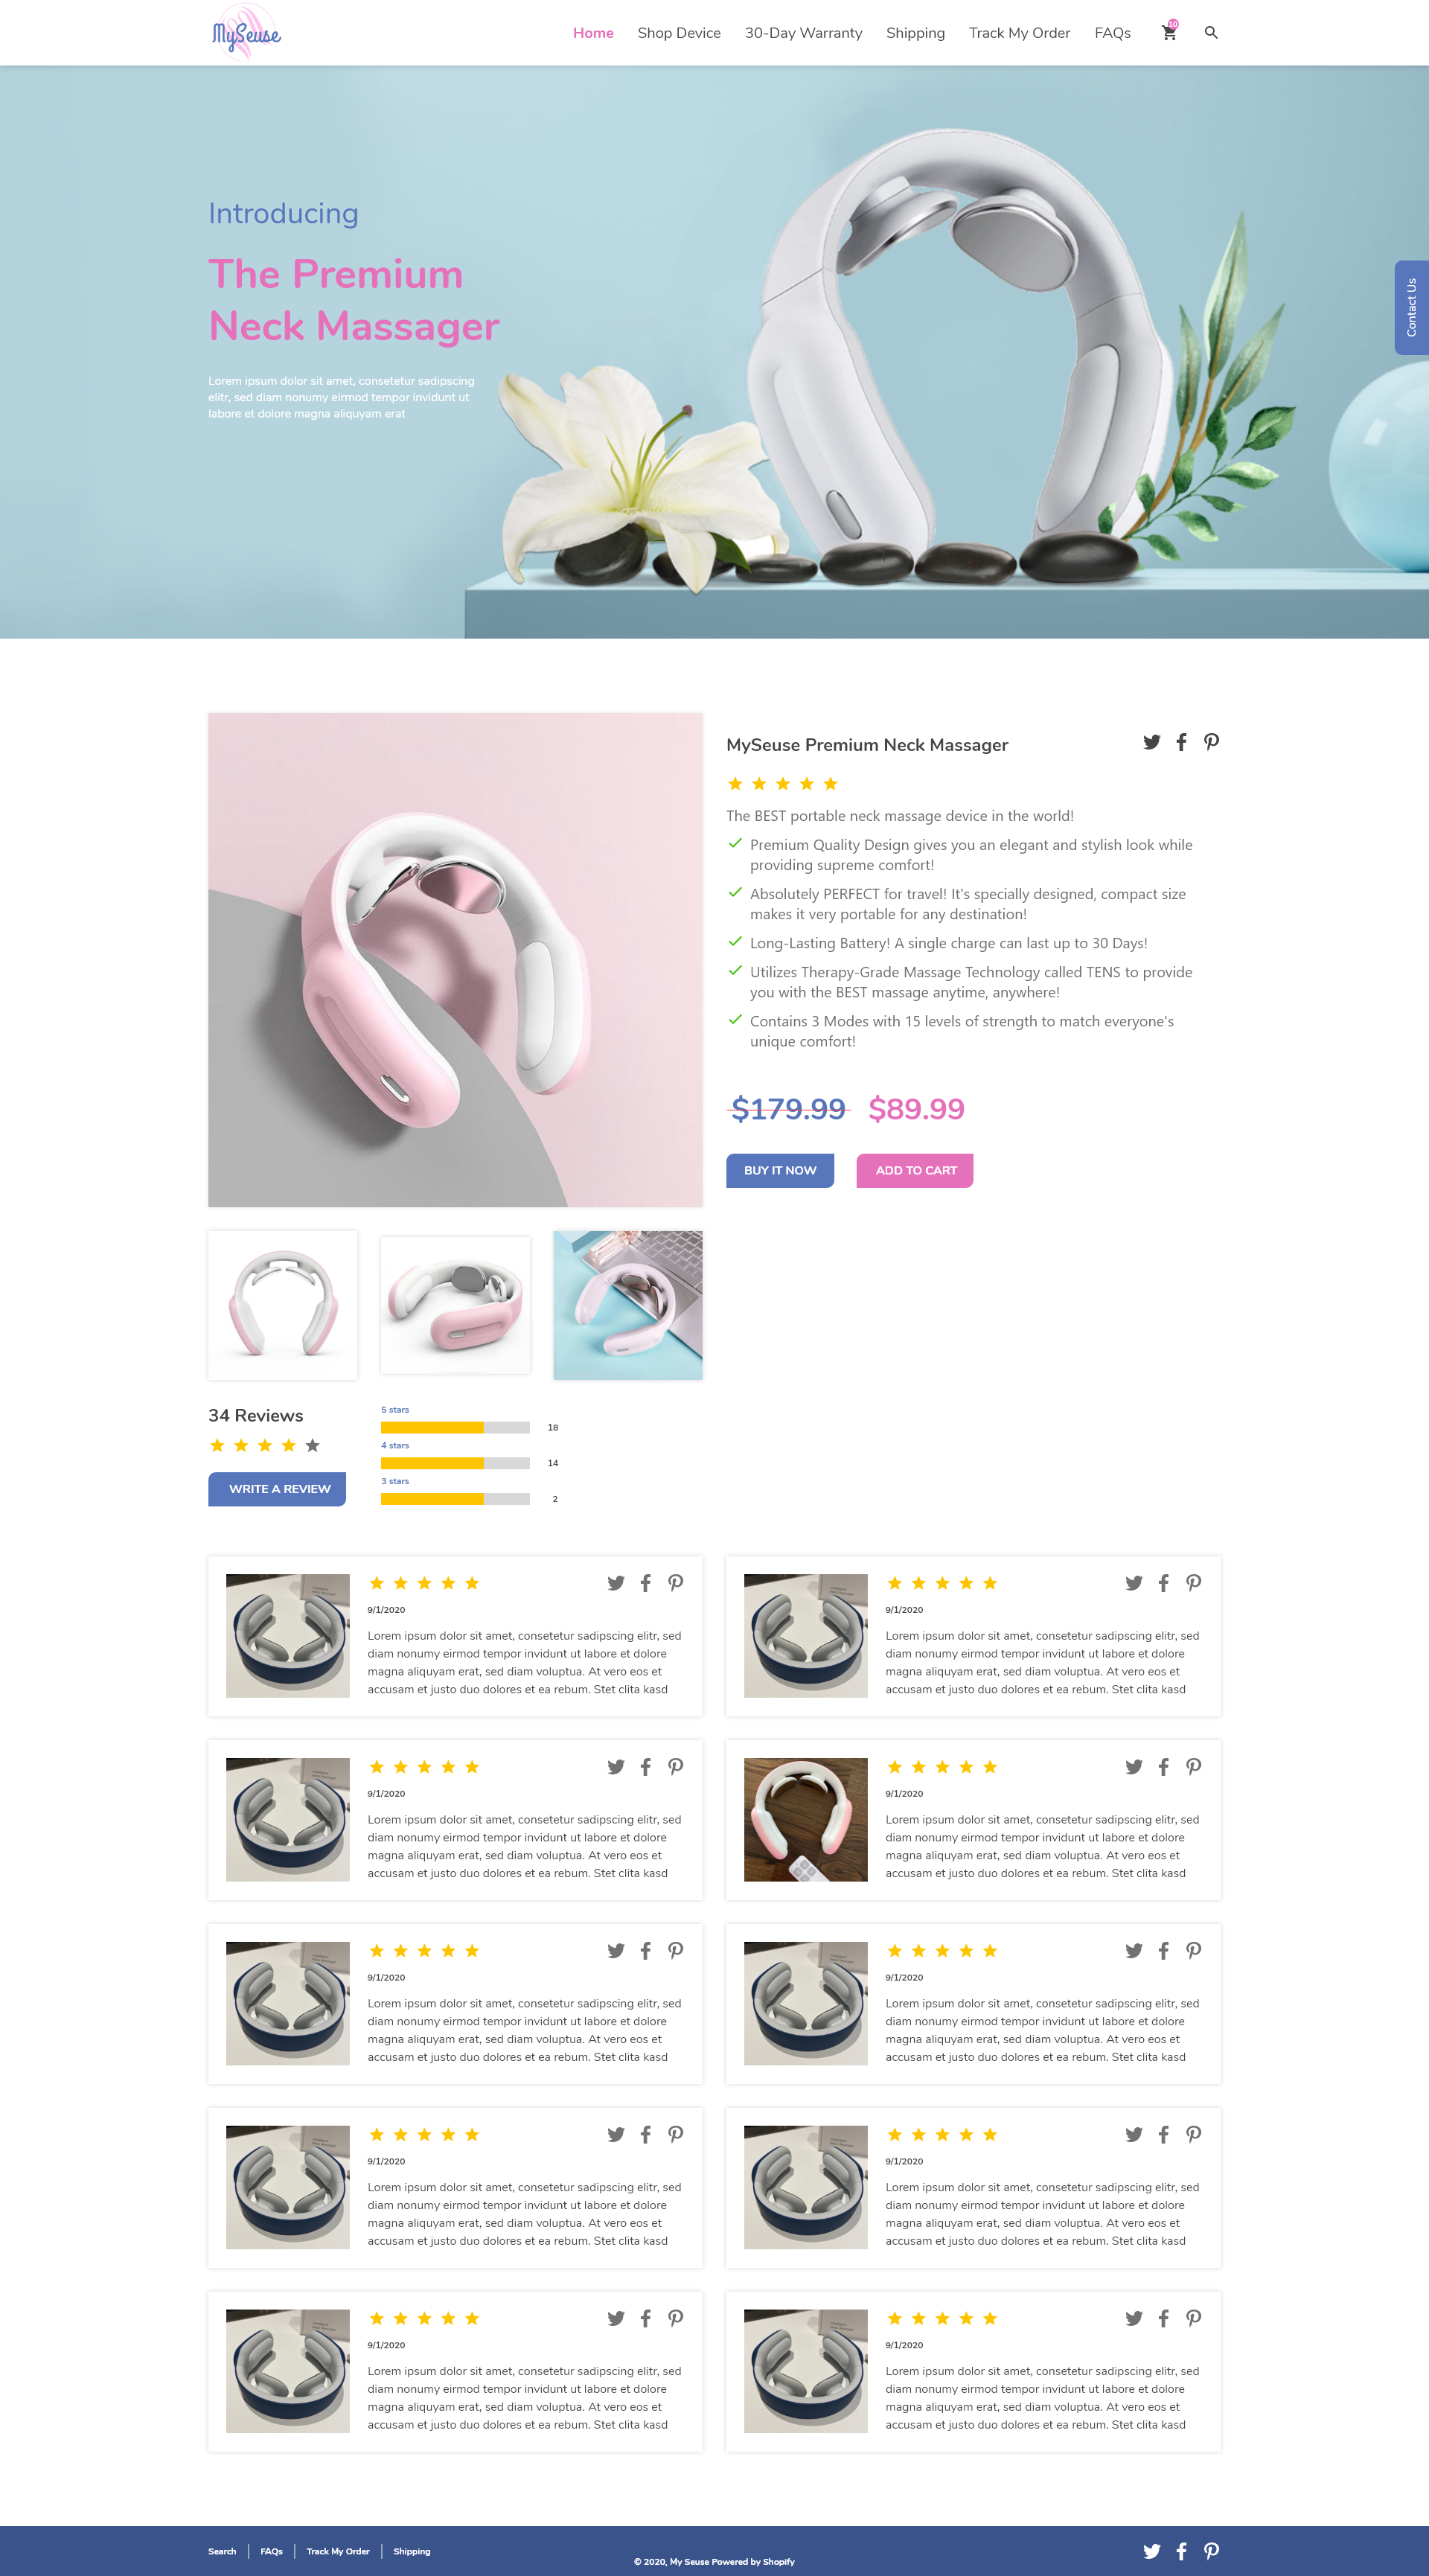 MySeuse
Home Shop Device 30-Day Warranty Shipping Track My Order FAQs 10
Introducing
The Premium
Neck Massager
Lorem ipsum dolor sit amet, consetetur sadipscing
elitr, sed diam nonumy eirmod tempor invidunt ut
labore et dolore magna aliquyam erat
Contact Us
MySeuse Premium Neck Massager
The BEST portable neck massage device in the world!
Premium Quality Design gives you an elegant and stylish look while
providing supreme comfort!
Absolutely PERFECT for travel! It's specially designed, compact size
makes it very portable for any destination!
Long-Lasting Battery! A single charge can last up to 30 Days!
Utilizes Therapy-Grade Massage Technology called TENS to provide
you with the BEST massage anytime, anywhere!
Contains 3 Modes with 15 levels of strength to match everyone's
unique comfort!
$179.99 $89.99
BUY IT NOW ADD TO CART
34 Reviews
WRITE A REVIEW
5 stars
18
4 stars
14
3 stars
2
9/1/2020
Lorem ipsum dolor sit amet, consetetur sadipscing elitr, sed
diam nonumy eirmod tempor invidunt ut labore et dolore
magna aliquyam erat, sed diam voluptua. At vero eos et
accusam et justo duo dolores et ea rebum. Stet clita kasd
9/1/2020
Lorem ipsum dolor sit amet, consetetur sadipscing elitr, sed
diam nonumy eirmod tempor invidunt ut labore et dolore
magna aliquyam erat, sed diam voluptua. At vero eos et
accusam et justo duo dolores et ea rebum. Stet clita kasd
9/1/2020
Lorem ipsum dolor sit amet, consetetur sadipscing elitr, sed
diam nonumy eirmod tempor invidunt ut labore et dolore
magna aliquyam erat, sed diam voluptua. At vero eos et
accusam et justo duo dolores et ea rebum. Stet clita kasd
9/1/2020
Lorem ipsum dolor sit amet, consetetur sadipscing elitr, sed
diam nonumy eirmod tempor invidunt ut labore et dolore
magna aliquyam erat, sed diam voluptua. At vero eos et
accusam et justo duo dolores et ea rebum. Stet clita kasd
9/1/2020
Lorem ipsum dolor sit amet, consetetur sadipscing elitr, sed
diam nonumy eirmod tempor invidunt ut labore et dolore
magna aliquyam erat, sed diam voluptua. At vero eos et
accusam et justo duo dolores et ea rebum. Stet clita kasd
9/1/2020
Lorem ipsum dolor sit amet, consetetur sadipscing elitr, sed
diam nonumy eirmod tempor invidunt ut labore et dolore
magna aliquyam erat, sed diam voluptua. At vero eos et
accusam et justo duo dolores et ea rebum. Stet clita kasd
9/1/2020
Lorem ipsum dolor sit amet, consetetur sadipscing elitr, sed
diam nonumy eirmod tempor invidunt ut labore et dolore
magna aliquyam erat, sed diam voluptua. At vero eos et
accusam et justo duo dolores et ea rebum. Stet clita kasd
9/1/2020
Lorem ipsum dolor sit amet, consetetur sadipscing elitr, sed
diam nonumy eirmod tempor invidunt ut labore et dolore
magna aliquyam erat, sed diam voluptua. At vero eos et
accusam et justo duo dolores et ea rebum. Stet clita kasd
9/1/2020
Lorem ipsum dolor sit amet, consetetur sadipscing elitr, sed
diam nonumy eirmod tempor invidunt ut labore et dolore
magna aliquyam erat, sed diam voluptua. At vero eos et
accusam et justo duo dolores et ea rebum. Stet clita kasd
9/1/2020
Lorem ipsum dolor sit amet, consetetur sadipscing elitr, sed
diam nonumy eirmod tempor invidunt ut labore et dolore
magna aliquyam erat, sed diam voluptua. At vero eos et
accusam et justo duo dolores et ea rebum. Stet clita kasd
Search FAQs Track My Order Shipping
© 2020, My Seuse Powered by Shopify